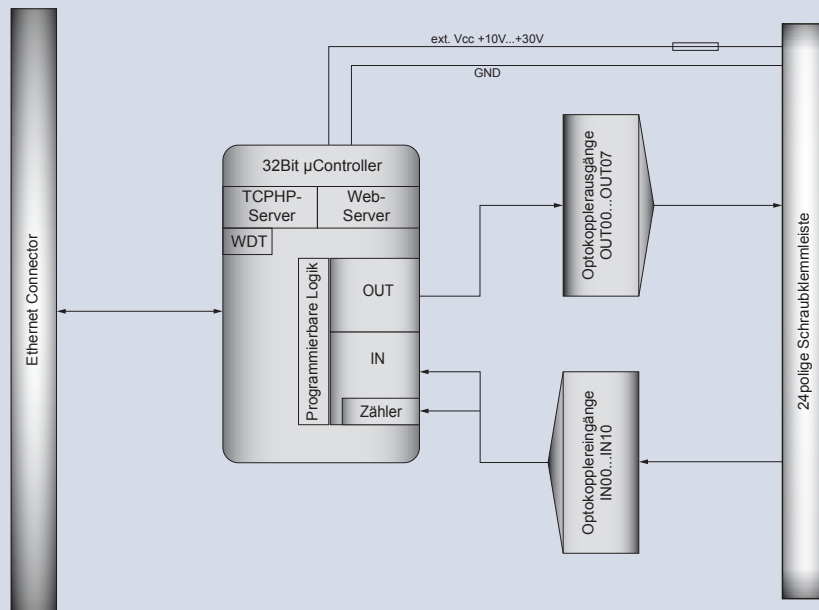 ext. Vcc +10V...+30V
GND
Ethernet Connector
32Bit µController
TCPHP-
Server
Web-
Server
WDT
Programmierbare Logik
OUT
IN
Zähler
Optokopplerausgänge
OUT00...OUT07
Optokopplereingänge
IN00...IN10
24polige Schraubklemmleiste